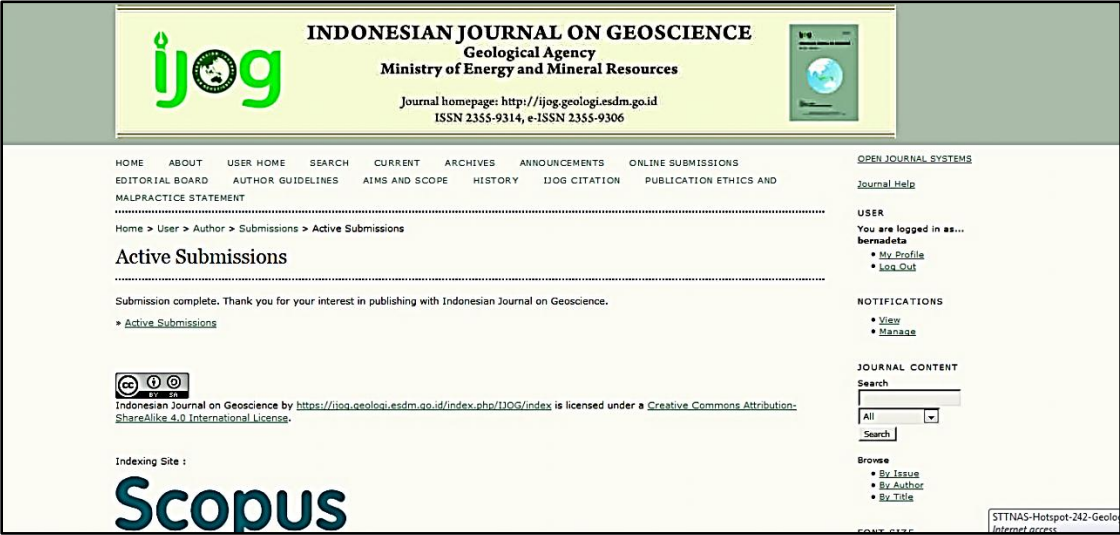 ijog
INDONESIAN JOURNAL ON GEOSCIENCE
Geological Agency
Ministry of Energy and Mineral Resources
Journal homepage: http://ijog.geologi.esdm.go.id
ISSN 2355-9314, e-ISSN 2355-9306
HOME ABOUT USER HOME SEARCH CURRENT ARCHIVES ANNOUNCEMENTS ONLINE SUBMISSIONS
EDITORIAL BOARD AUTHOR GUIDELINES AIMS AND SCOPE HISTORY IJOG CITATION PUBLICATION ETHICS AND
MALPRACTICE STATEMENT
Home > User > Author > Submissions > Active Submissions
Active Submissions
Submission complete. Thank you for your interest in publishing with Indonesian Journal on Geoscience.
» Active Submissions
cc BY SA
Indonesian Journal on Geoscience by https://ijog.geologi.esdm.go.id/index.php/IJOG/index is licensed under a Creative Commons Attribution-
ShareAlike 4.0 International License.
Indexing Site :
Scopus
OPEN JOURNAL SYSTEMS
Journal Help
USER
You are logged in as...
bernadeta
• My Profile
• Log Out
NOTIFICATIONS
• View
• Manage
JOURNAL CONTENT
Search
All
Search
Browse
• By Issue
• By Author
• By Title
FONT SIZE
STTNAS-Hotspot-242-Geolo
Internet access